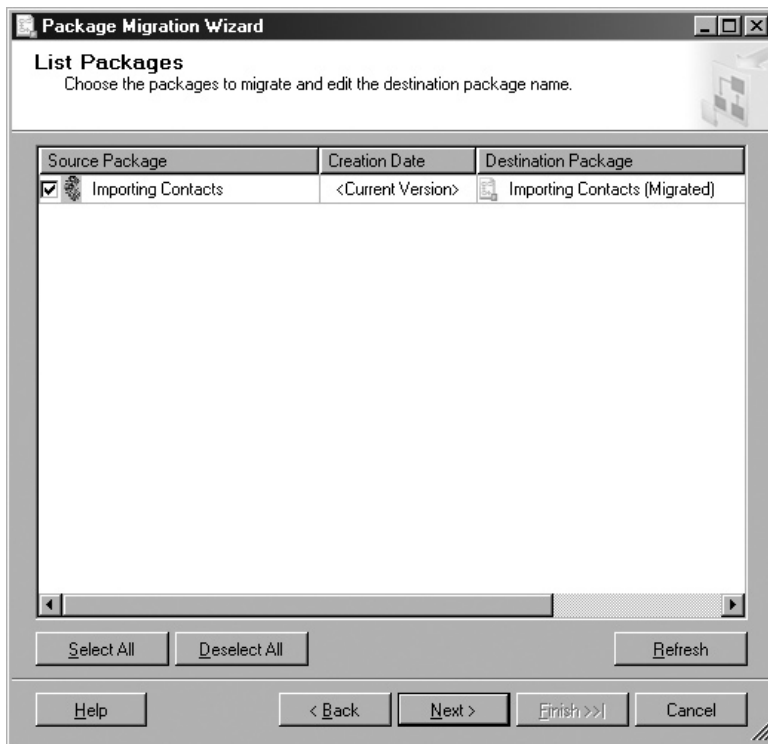 Package Migration Wizard
List Packages
Choose the packages to migrate and edit the destination package name.
Source Package Creation Date Destination Package
Importing Contacts <Current Version> Importing Contacts (Migrated)
Select All Deselect All Refresh
Help < Back Next > Finish >>| Cancel